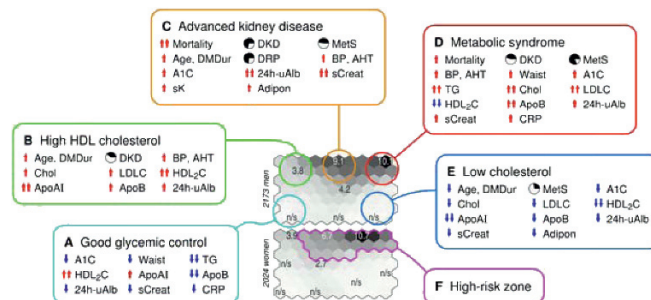 C Advanced kidney disease
Mortality DKD MetS
Age, DMDur DRP BP, AHT
A1C 24h-uAlb sCreat
sK Adipon
D Metabolic syndrome
Mortality DKD MetS
BP, AHT Waist A1C
TG Chol LDLC
HDL₂C ApoB 24h-uAlb
sCreat CRP
B High HDL cholesterol
Age, DMDur DKD BP, AHT
Chol LDLC HDL₂C
ApoAI ApoB 24h-uAlb
2173 men
3.8
4.2
n/s n/s n/s
E Low cholesterol
Age, DMDur MetS A1C
Chol LDLC HDL₂C
ApoAI ApoB 24h-uAlb
sCreat Adipon
A Good glycemic control
A1C Waist TG
HDL₂C ApoAI ApoB
24h-uAlb sCreat CRP
2024 women
3.9
n/s n/s
n/s
F High-risk zone